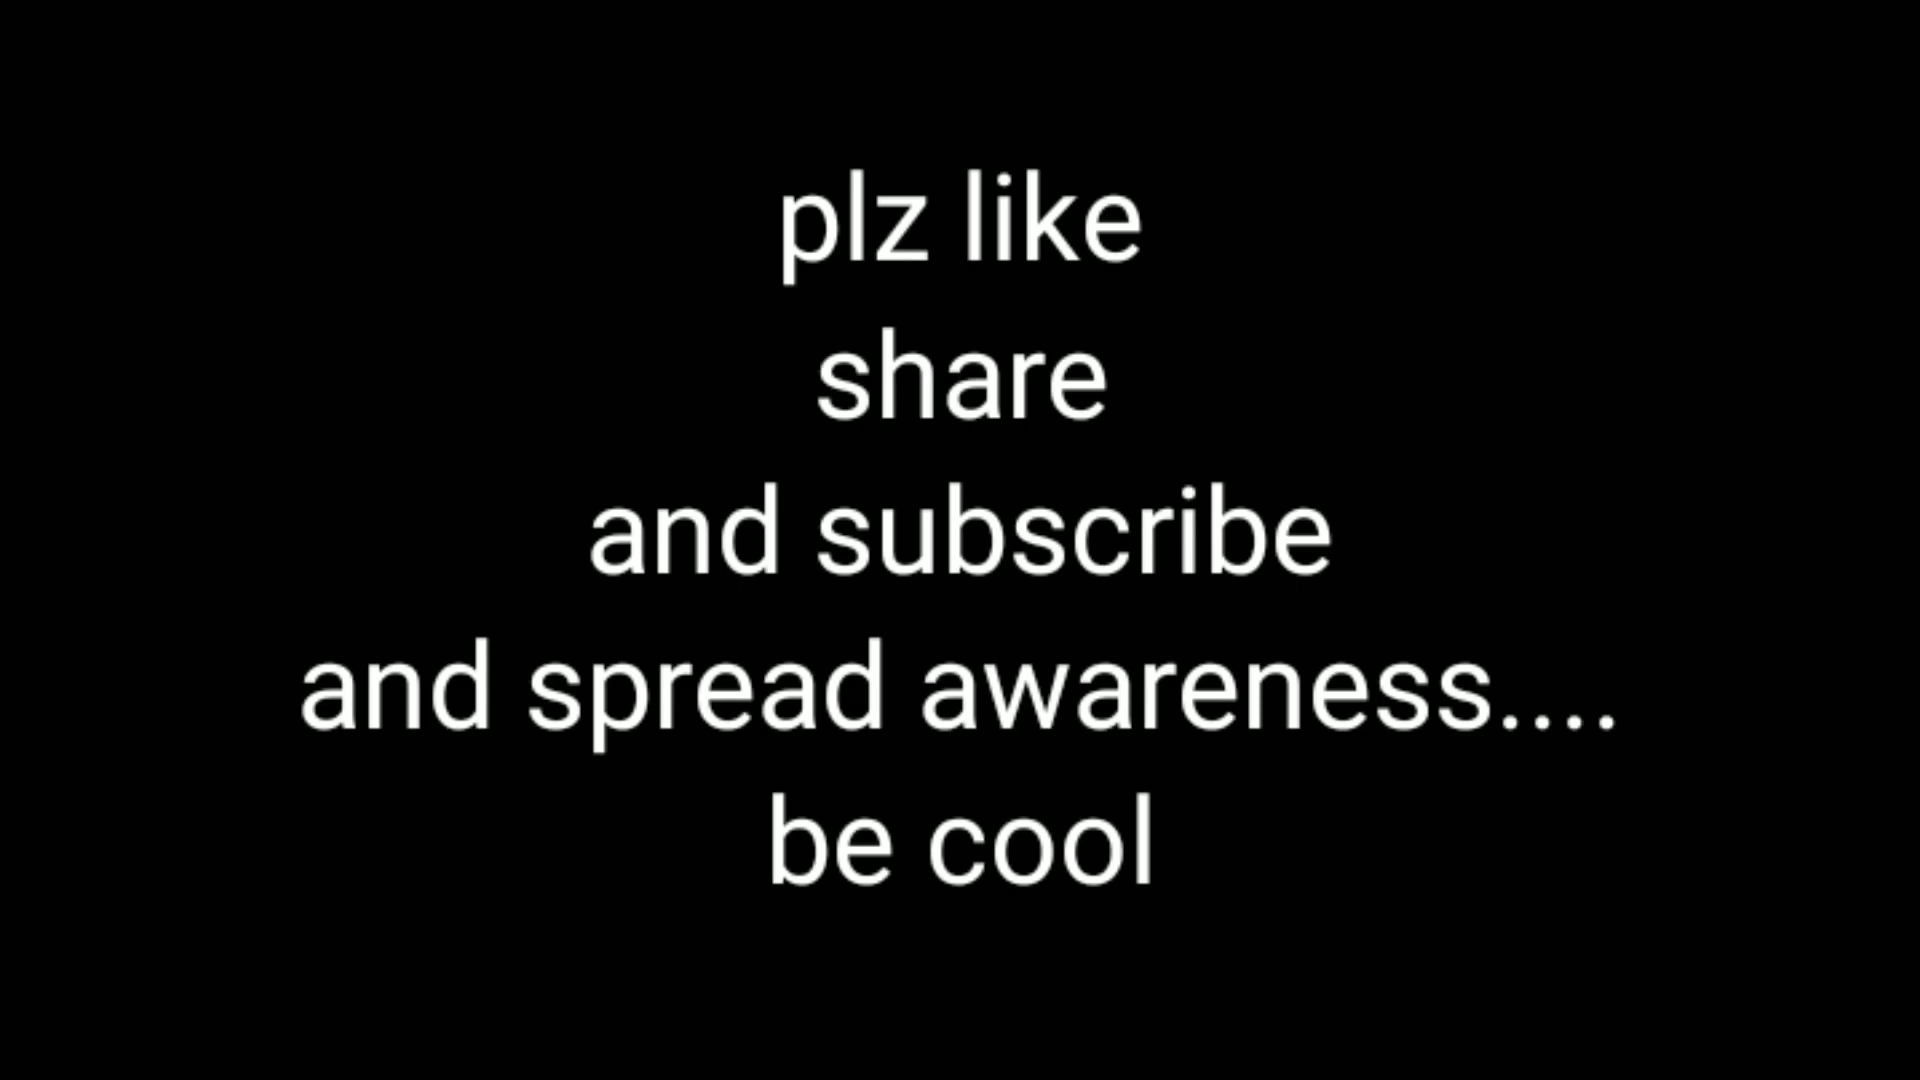 plz like
share
and subscribe
and spread awareness....
be cool